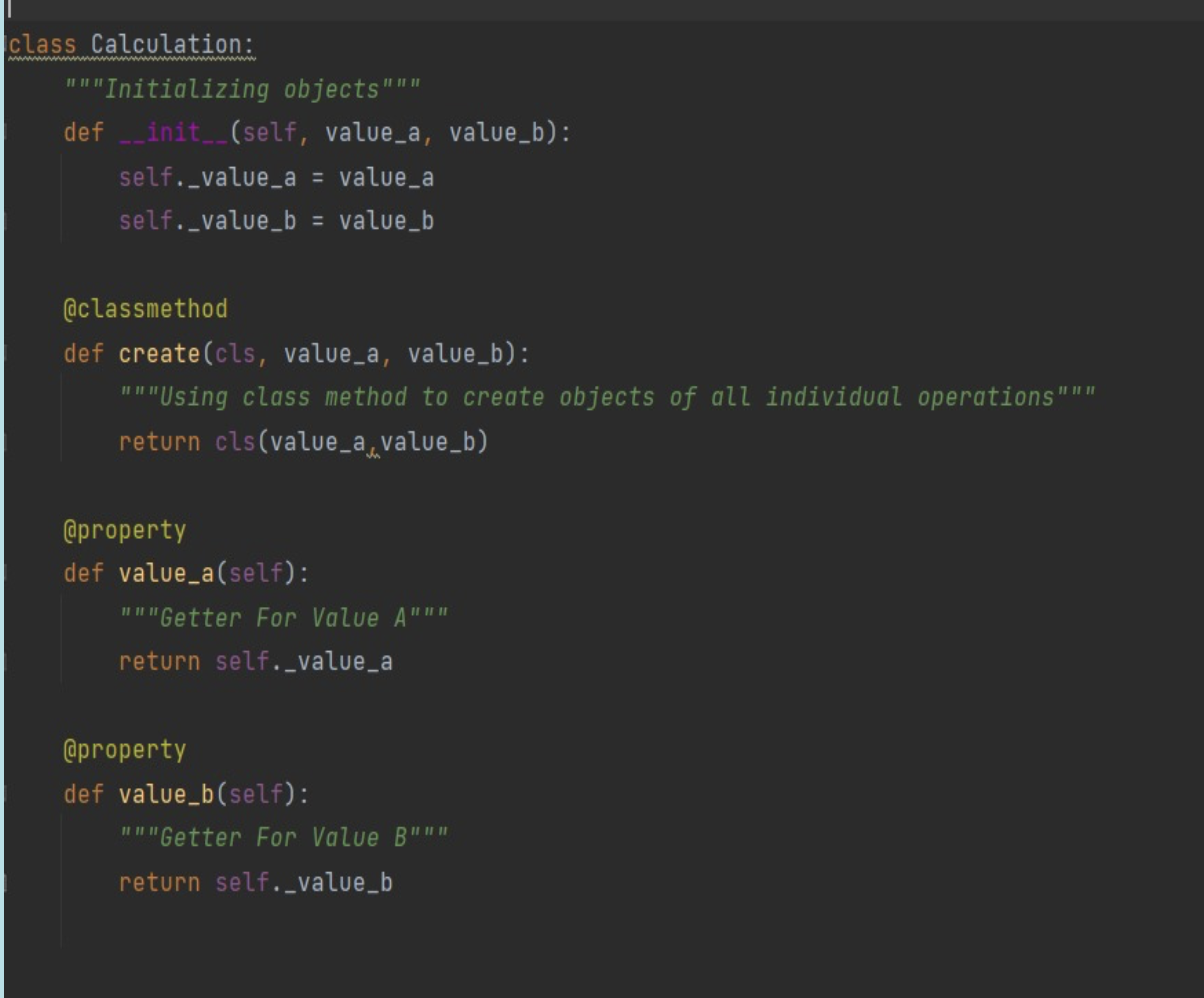 class Calculation:
    """Initializing objects"""
    def __init__(self, value_a, value_b):
        self._value_a = value_a
        self._value_b = value_b

    @classmethod
    def create(cls, value_a, value_b):
        """Using class method to create objects of all individual operations"""
        return cls(value_a,value_b)

    @property
    def value_a(self):
        """Getter For Value A"""
        return self._value_a

    @property
    def value_b(self):
        """Getter For Value B"""
        return self._value_b